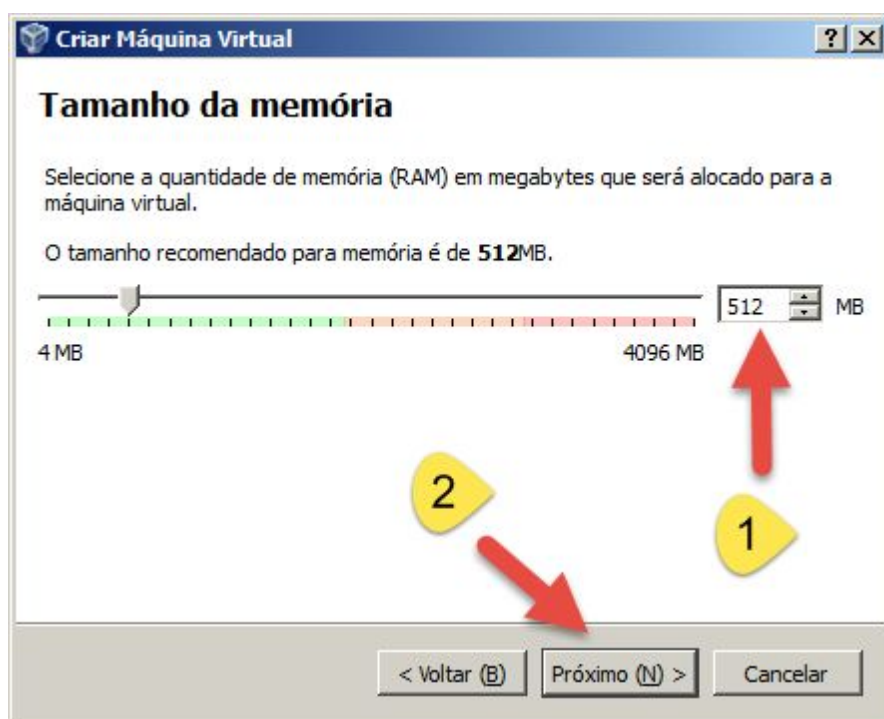 Criar Máquina Virtual
Tamanho da memória
Selecione a quantidade de memória (RAM) em megabytes que será alocado para a
máquina virtual.
O tamanho recomendado para memória é de 512MB.
512 MB
4 MB 4096 MB
2
1
< Voltar (B) Próximo (N) > Cancelar